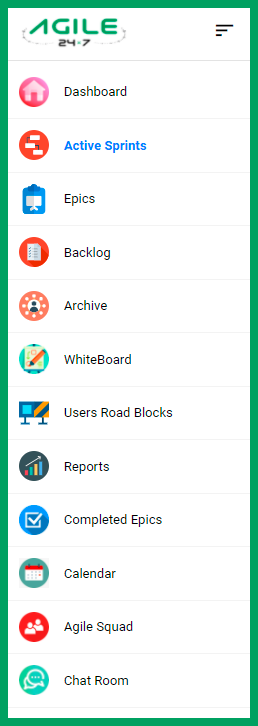 AGILE
24x7
Dashboard
Active Sprints
Epics
Backlog
Archive
WhiteBoard
Users Road Blocks
Reports
Completed Epics
Calendar
Agile Squad
Chat Room